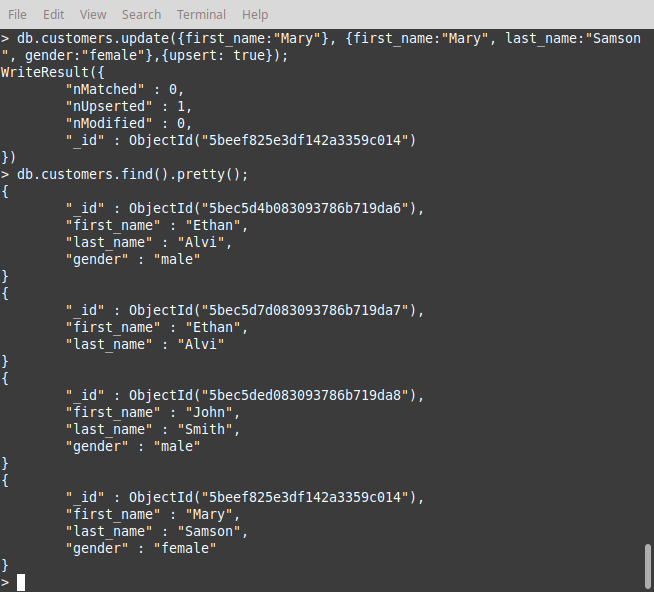 File Edit View Search Terminal Help
> db.customers.update({first_name:"Mary"}, {first_name:"Mary", last_name:"Samson
", gender:"female"},{upsert: true});
WriteResult({
        "nMatched" : 0,
        "nUpserted" : 1,
        "nModified" : 0,
        "_id" : ObjectId("5beef825e3df142a3359c014")
})
> db.customers.find().pretty();
{
        "_id" : ObjectId("5bec5d4b083093786b719da6"),
        "first_name" : "Ethan",
        "last_name" : "Alvi",
        "gender" : "male"
}
{
        "_id" : ObjectId("5bec5d7d083093786b719da7"),
        "first_name" : "Ethan",
        "last_name" : "Alvi"
}
{
        "_id" : ObjectId("5bec5ded083093786b719da8"),
        "first_name" : "John",
        "last_name" : "Smith",
        "gender" : "male"
}
{
        "_id" : ObjectId("5beef825e3df142a3359c014"),
        "first_name" : "Mary",
        "last_name" : "Samson",
        "gender" : "female"
}
>